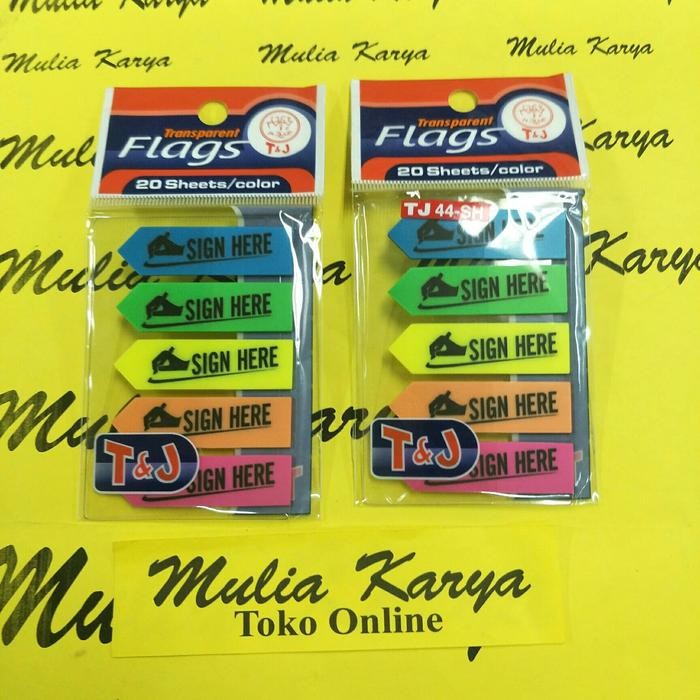 Mulia Karya
Mulia Karya
Mulia Karya
Transparent
Flags
T&J
20 Sheets/color
SIGN HERE
SIGN HERE
SIGN HERE
SIGN HERE
SIGN HERE
T&J
Transparent
Flags
T&J
20 Sheets/color
TJ 44-SH
SIGN HERE
SIGN HERE
SIGN HERE
SIGN HERE
T&J
Karya
Karya
Mulia Karya
Toko Online